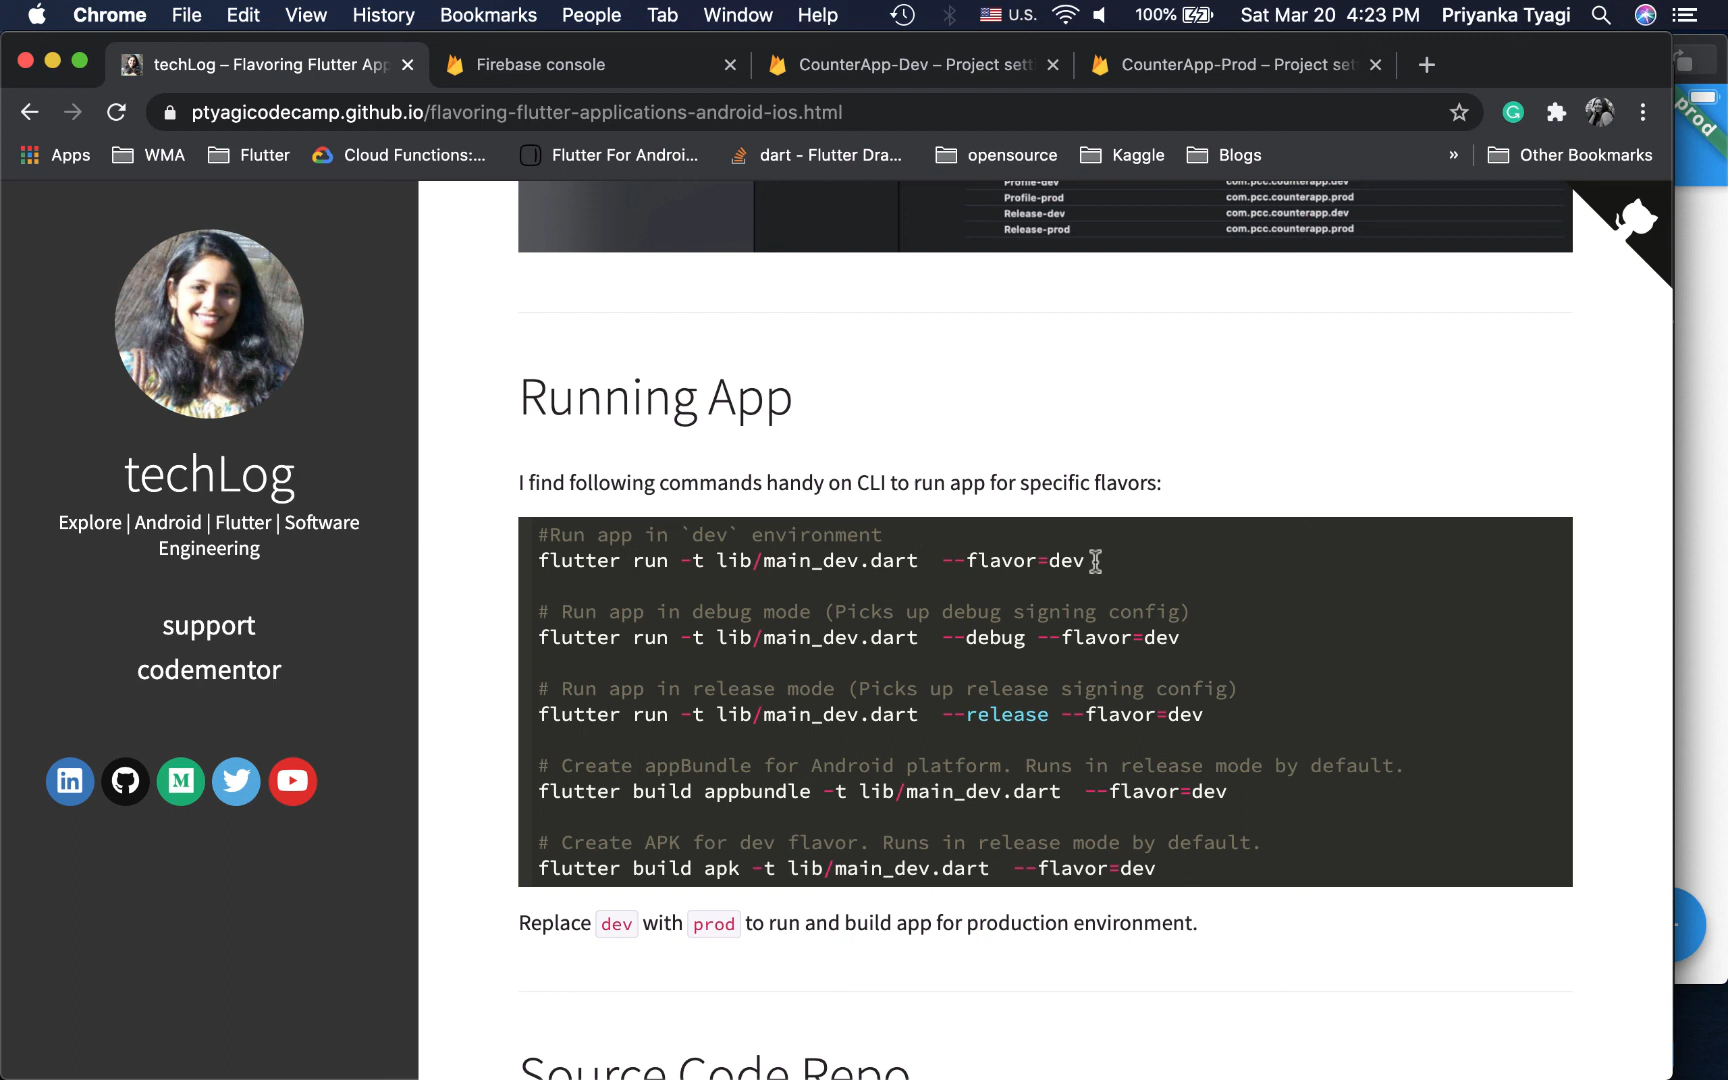 Chrome File Edit View History Bookmarks People Tab Window Help U.S. 100% Sat Mar 20 4:23 PM Priyanka Tyagi
techLog – Flavoring Flutter App Firebase console CounterApp-Dev – Project sett CounterApp-Prod – Project set
ptyagicodecamp.github.io/flavoring-flutter-applications-android-ios.html
prod
Apps WMA Flutter Cloud Functions:... Flutter For Androi... dart - Flutter Dra... opensource Kaggle Blogs » Other Bookmarks
Profile-dev com.pcc.counterapp.dev
Profile-prod com.pcc.counterapp.prod
Release-dev com.pcc.counterapp.dev
Release-prod com.pcc.counterapp.prod
techLog
Explore | Android | Flutter | Software
Engineering
support
codementor
in
M
Running App
I find following commands handy on CLI to run app for specific flavors:
#Run app in `dev` environment
flutter run -t lib/main_dev.dart --flavor=dev
# Run app in debug mode (Picks up debug signing config)
flutter run -t lib/main_dev.dart --debug --flavor=dev
# Run app in release mode (Picks up release signing config)
flutter run -t lib/main_dev.dart --release --flavor=dev
# Create appBundle for Android platform. Runs in release mode by default.
flutter build appbundle -t lib/main_dev.dart --flavor=dev
# Create APK for dev flavor. Runs in release mode by default.
flutter build apk -t lib/main_dev.dart --flavor=dev
Replace dev with prod to run and build app for production environment.
Source Code Repo